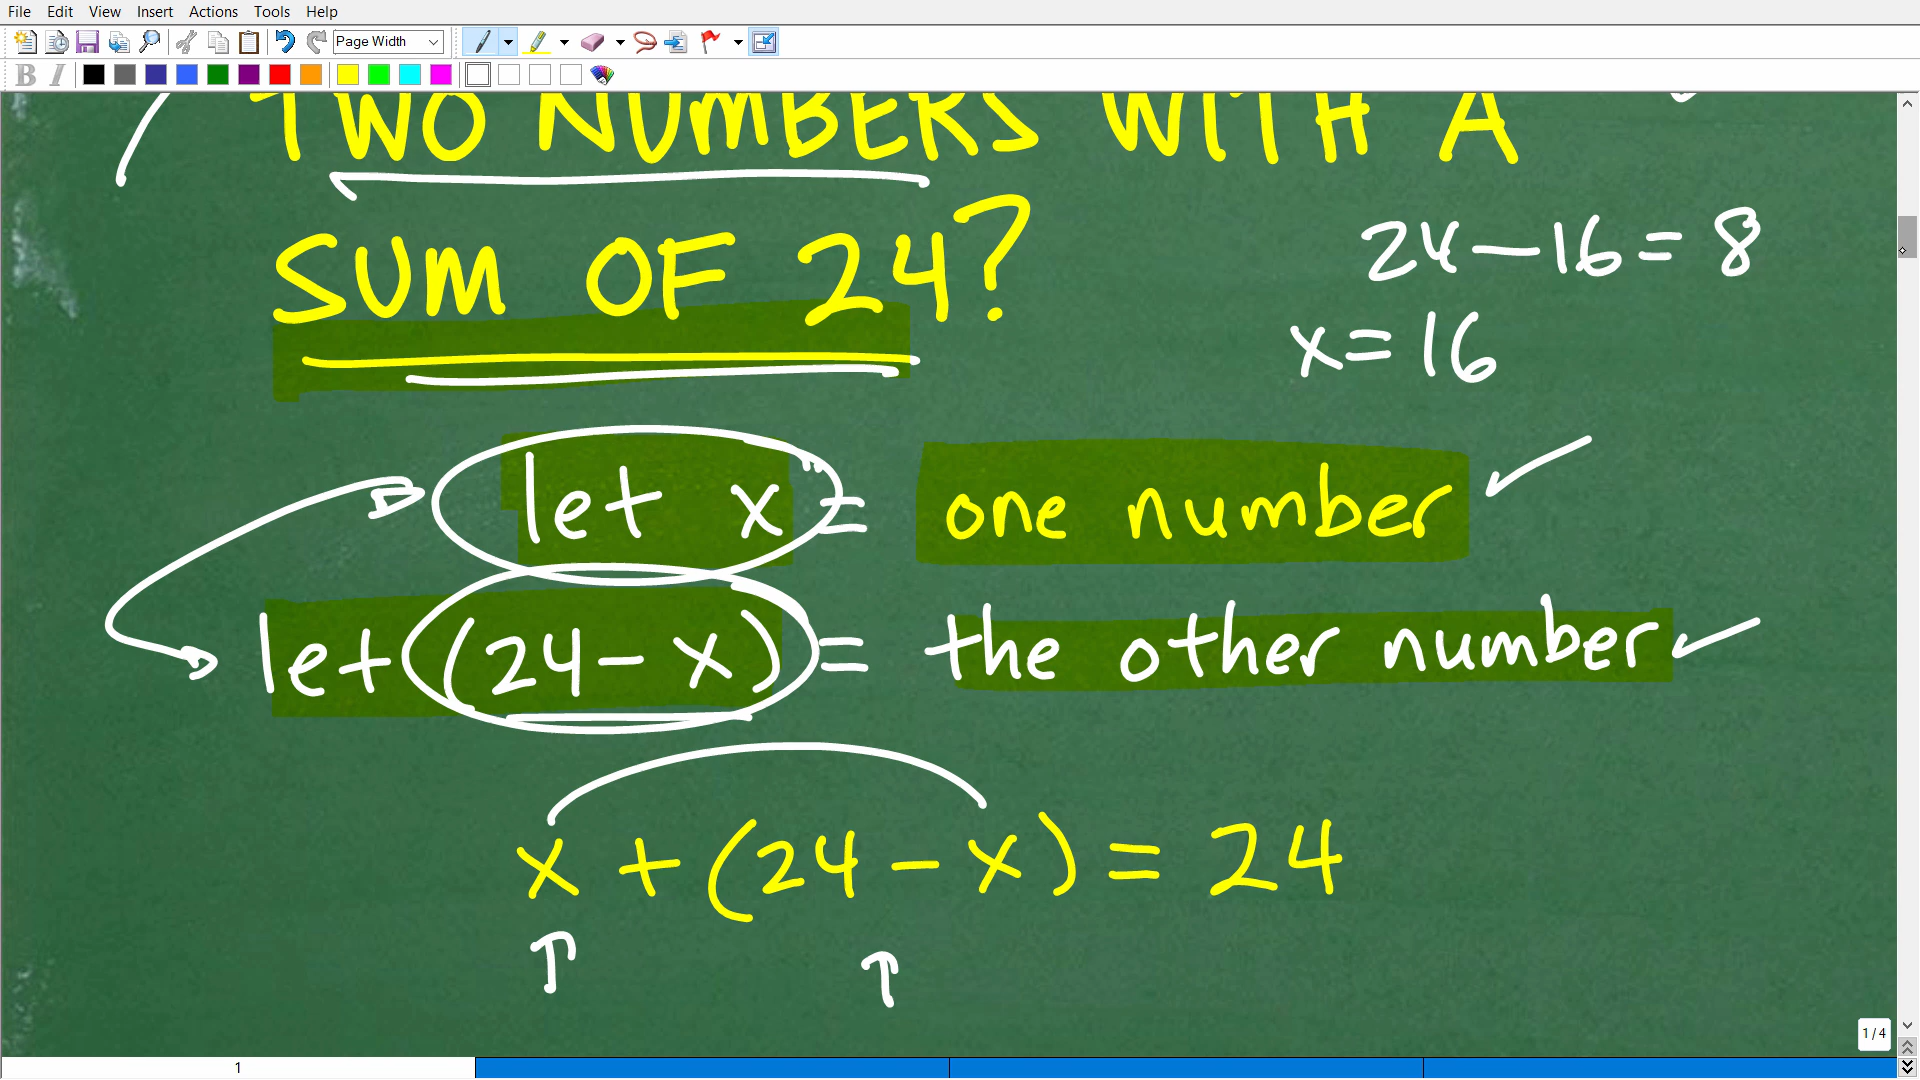 File Edit View Insert Actions Tools Help
Page Width
B I
TWO NUMBERS WITH A
SUM OF 24?
24-16=8
x=16
let x = one number
let (24-x) = the other number
x + (24-x) = 24
1/4
1